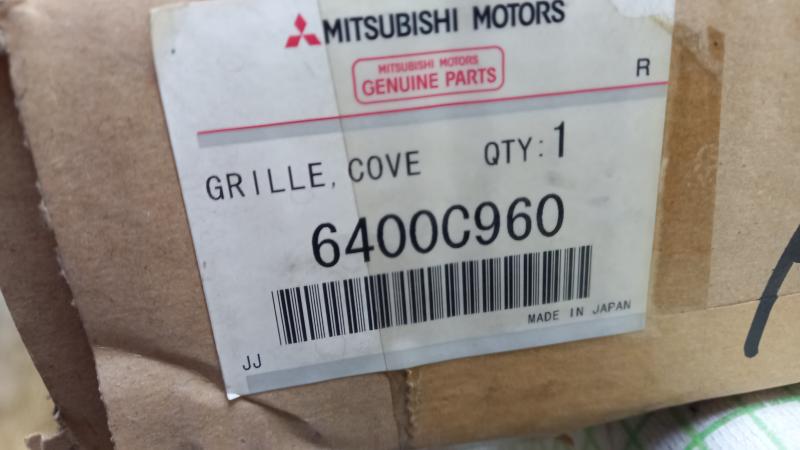 MITSUBISHI MOTORS
MITSUBISHI MOTORS
GENUINE PARTS
R
GRILLE, COVE QTY:1
6400C960
MADE IN JAPAN
JJ